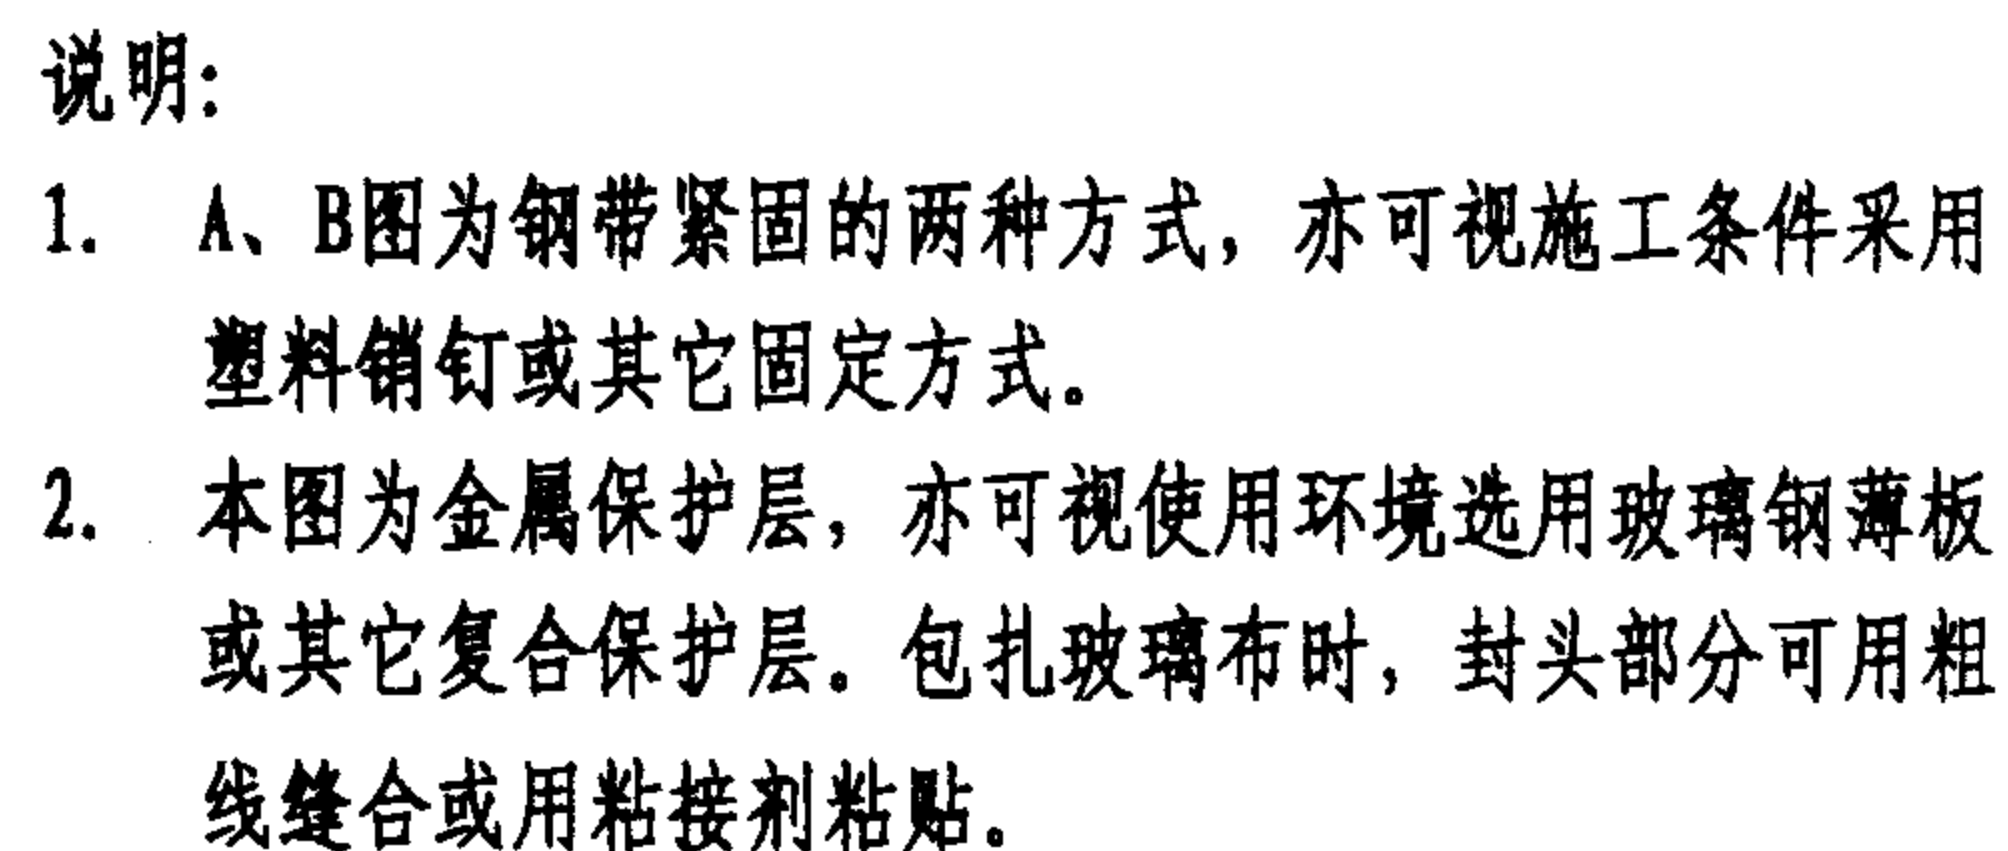 说明:
1. A、B图为钢带紧固的两种方式，亦可视施工条件采用
塑料销钉或其它固定方式。
2. 本图为金属保护层，亦可视使用环境选用玻璃钢薄板
或其它复合保护层。包扎玻璃布时，封头部分可用粗
线缝合或用粘接剂粘贴。